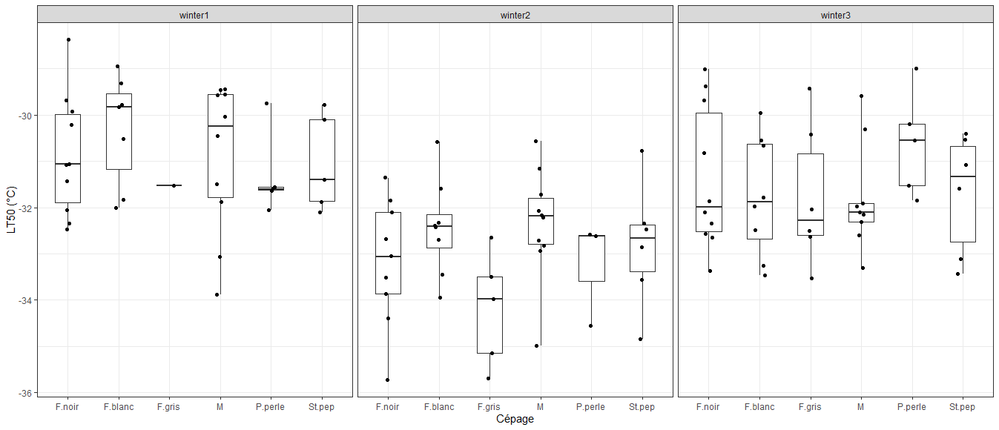 winter1 winter2 winter3
LT50 (°C)
-30
-32
-34
-36
F.noir F.blanc F.gris M P.perle St.pep F.noir F.blanc F.gris M P.perle St.pep F.noir F.blanc F.gris M P.perle St.pep
Cépage